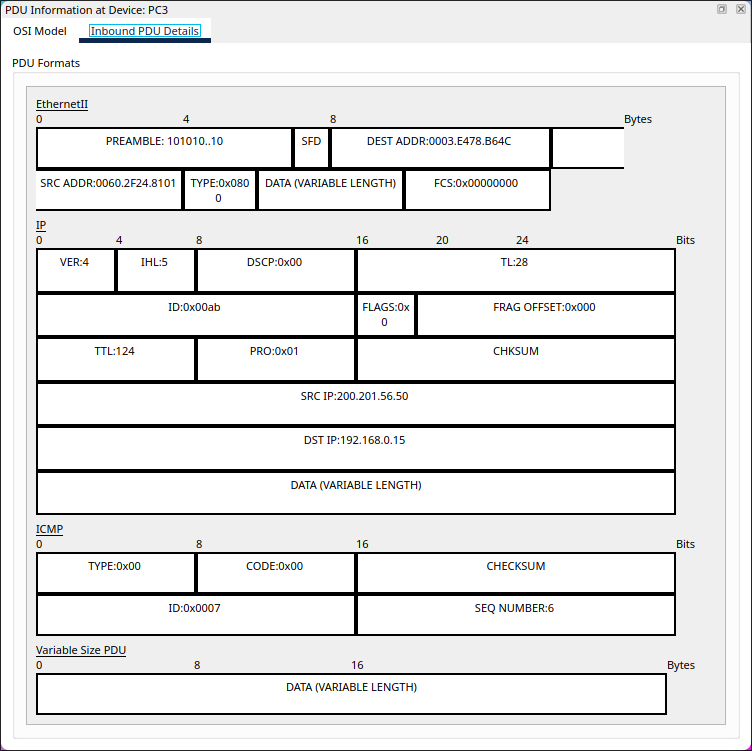 PDU Information at Device: PC3
OSI Model Inbound PDU Details
PDU Formats
EthernetII
0 4 8 Bytes
PREAMBLE: 101010..10 SFD DEST ADDR:0003.E478.B64C
SRC ADDR:0060.2F24.8101 TYPE:0x080 DATA (VARIABLE LENGTH) FCS:0x00000000
0
IP
0 4 8 16 20 24 Bits
VER:4 IHL:5 DSCP:0x00 TL:28
ID:0x00ab FLAGS:0x FRAG OFFSET:0x000
0
TTL:124 PRO:0x01 CHKSUM
SRC IP:200.201.56.50
DST IP:192.168.0.15
DATA (VARIABLE LENGTH)
ICMP
0 8 16 Bits
TYPE:0x00 CODE:0x00 CHECKSUM
ID:0x0007 SEQ NUMBER:6
Variable Size PDU
0 8 16 Bytes
DATA (VARIABLE LENGTH)